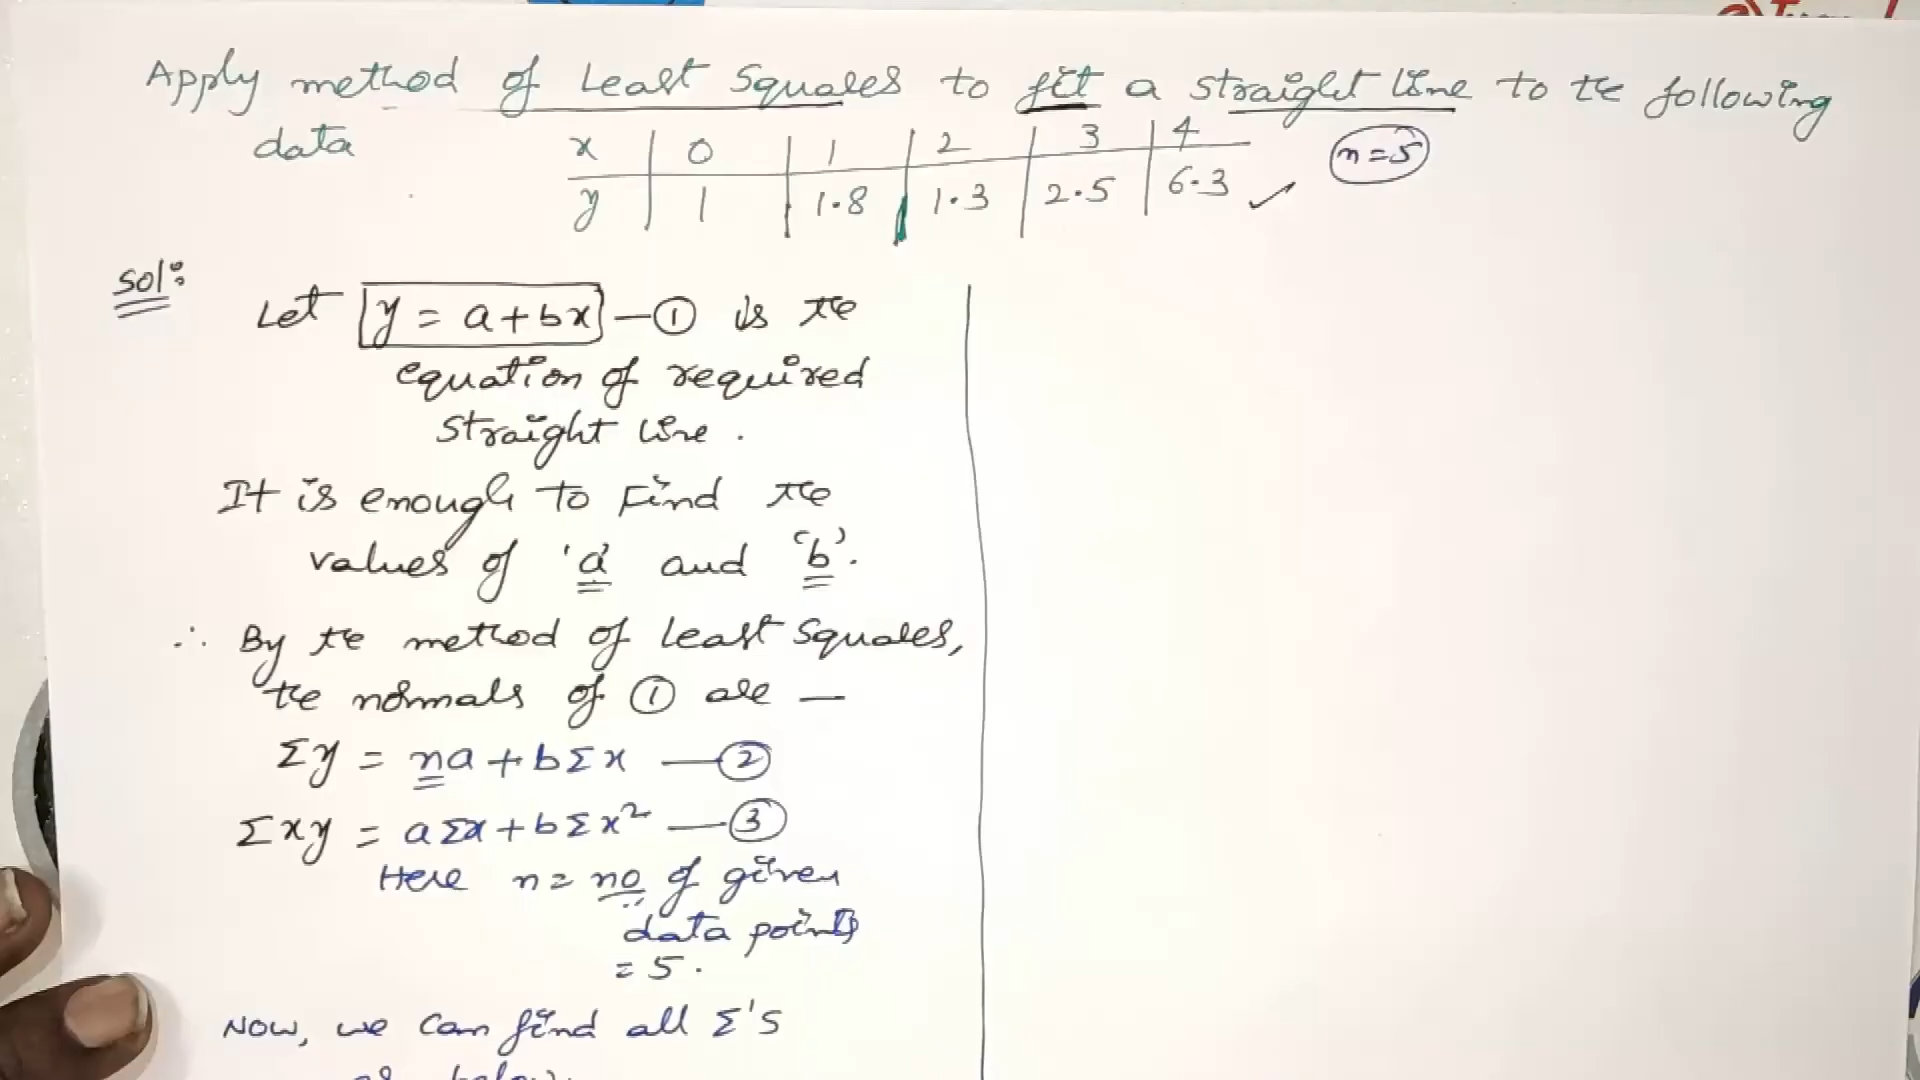 Apply method of Least Squares to fit a straight line to the following
data
x | 0 | 1 | 2 | 3 | 4
y | 1 | 1.8 | 1.3 | 2.5 | 6.3 ✓
n=5
Sol:
Let y = a+bx —① is the
equation of required
straight line.
It is enough to Find the
values of 'a' and 'b'.
∴ By the method of Least Squares,
the normals of ① are —
Σy = na + bΣx —②
Σxy = aΣx + bΣx² —③
Here n = no of given
data points
= 5.
Now, we can find all Σ's
as below